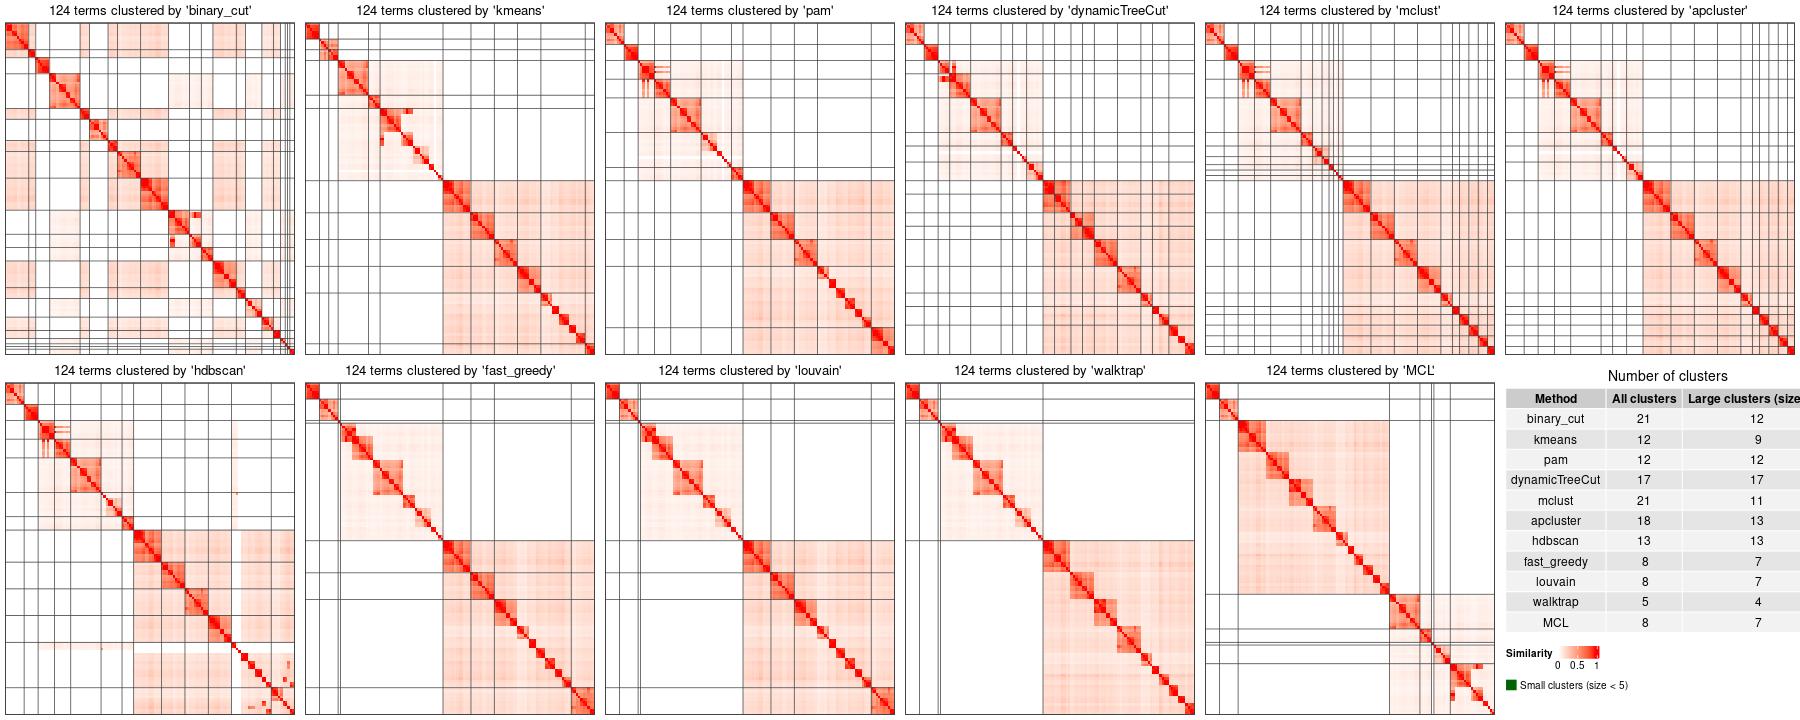 124 terms clustered by 'binary_cut'
124 terms clustered by 'kmeans'
124 terms clustered by 'pam'
124 terms clustered by 'dynamicTreeCut'
124 terms clustered by 'mclust'
124 terms clustered by 'apcluster'
124 terms clustered by 'hdbscan'
124 terms clustered by 'fast_greedy'
124 terms clustered by 'louvain'
124 terms clustered by 'walktrap'
124 terms clustered by 'MCL'
Number of clusters
Method All clusters Large clusters (size
binary_cut 21 12
kmeans 12 9
pam 12 12
dynamicTreeCut 17 17
mclust 21 11
apcluster 18 13
hdbscan 13 13
fast_greedy 8 7
louvain 8 7
walktrap 5 4
MCL 8 7
Similarity
0 0.5 1
Small clusters (size < 5)